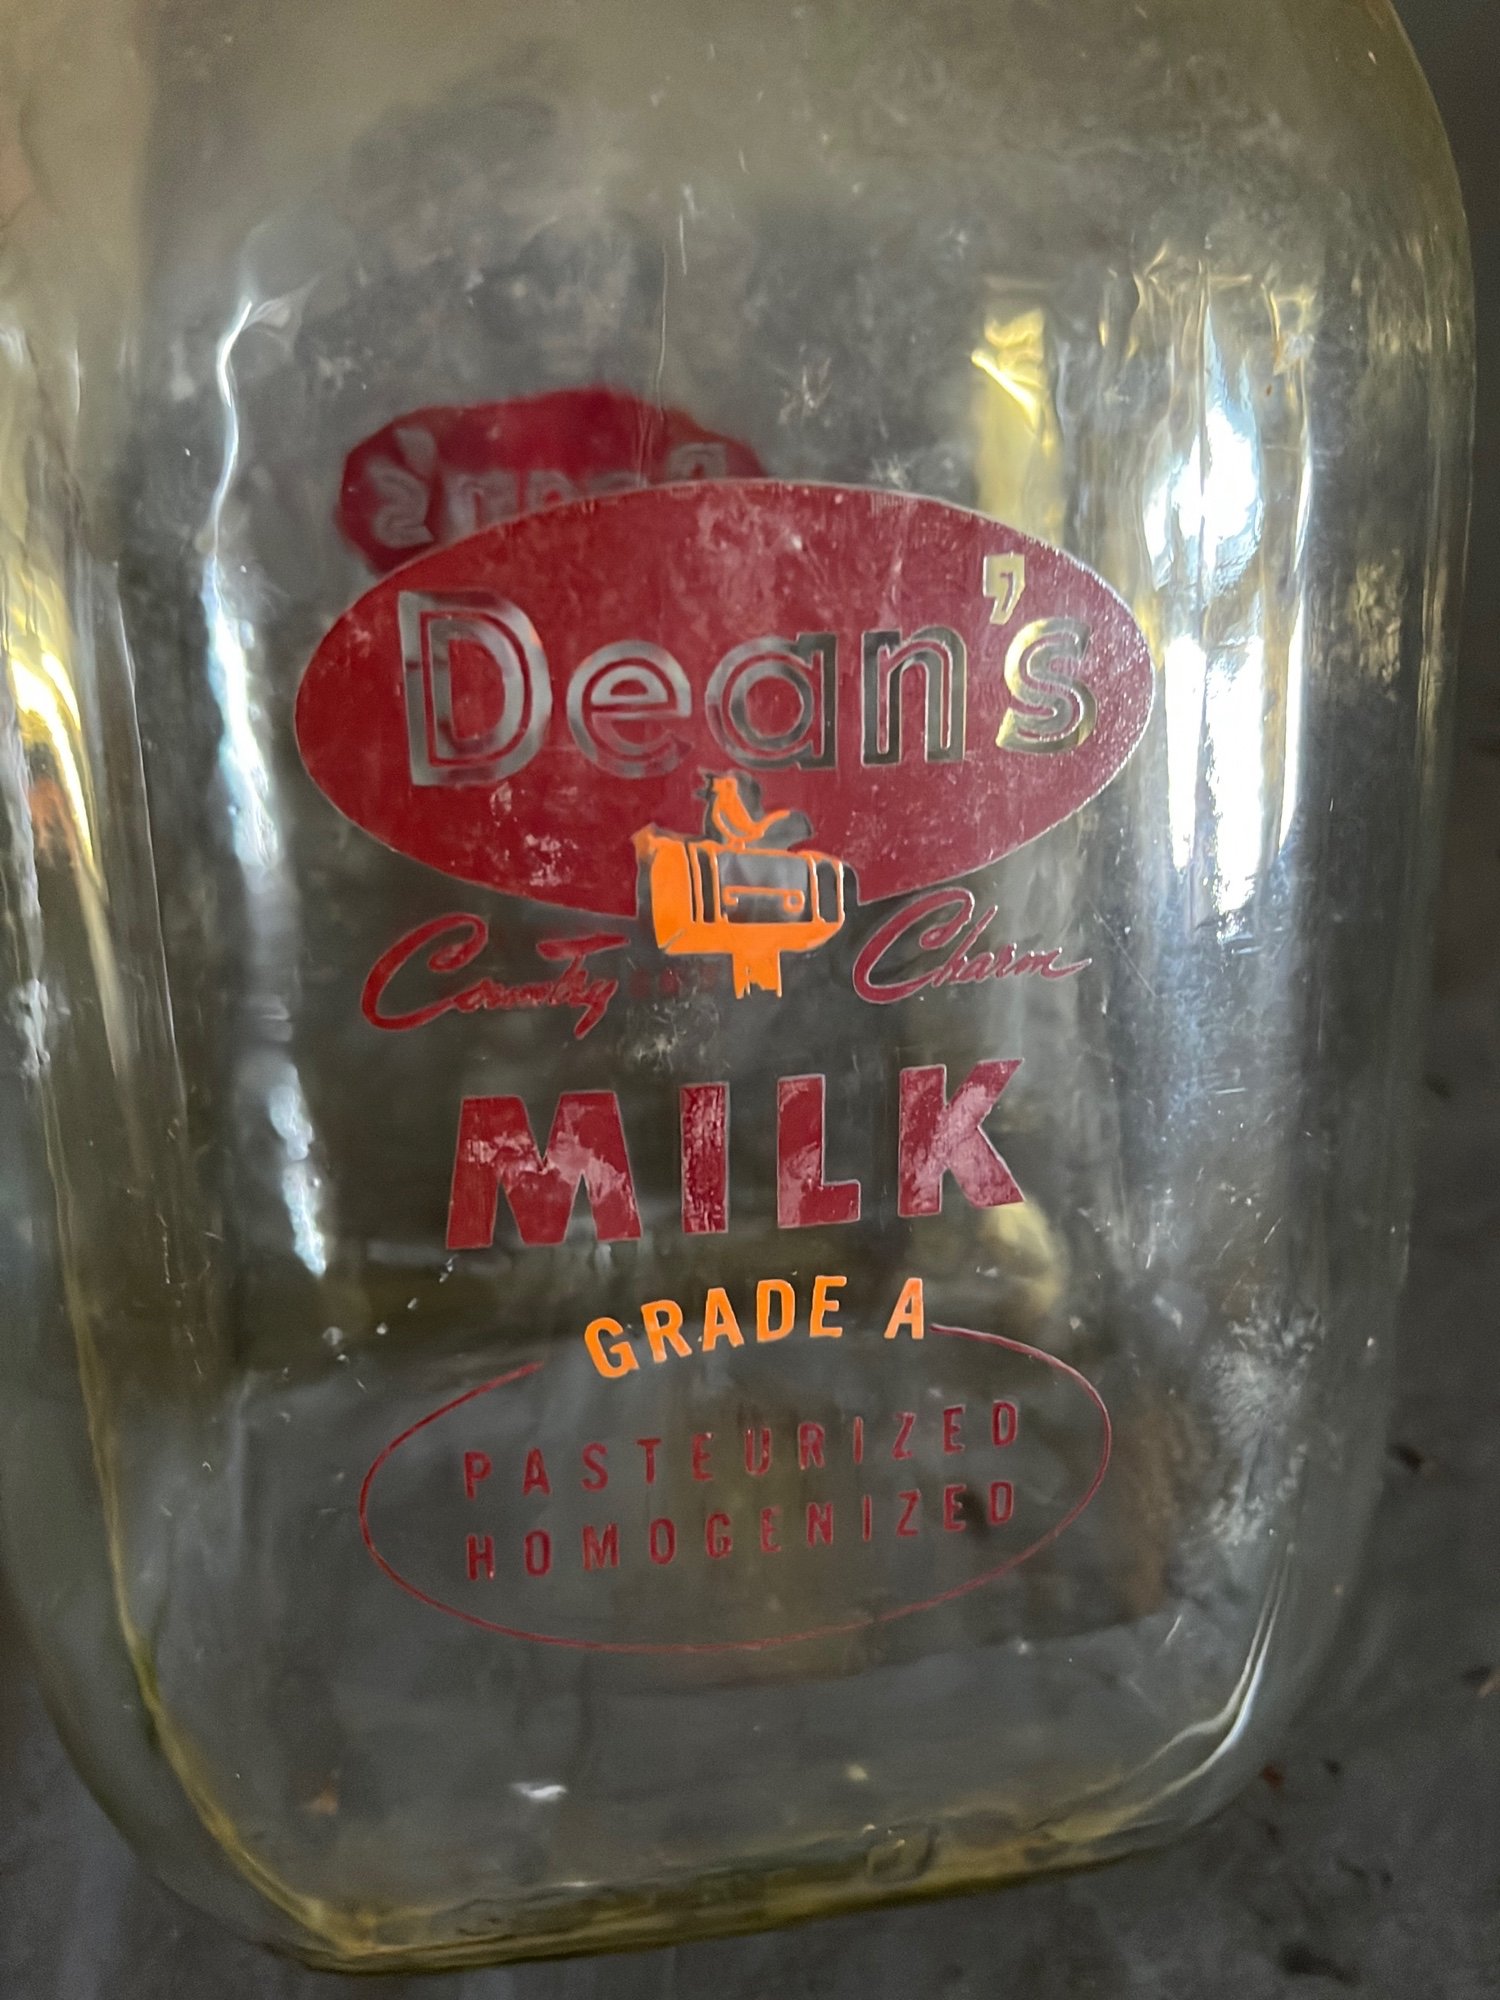 Dean's
Country Charm
MILK
GRADE A
PASTEURIZED
HOMOGENIZED